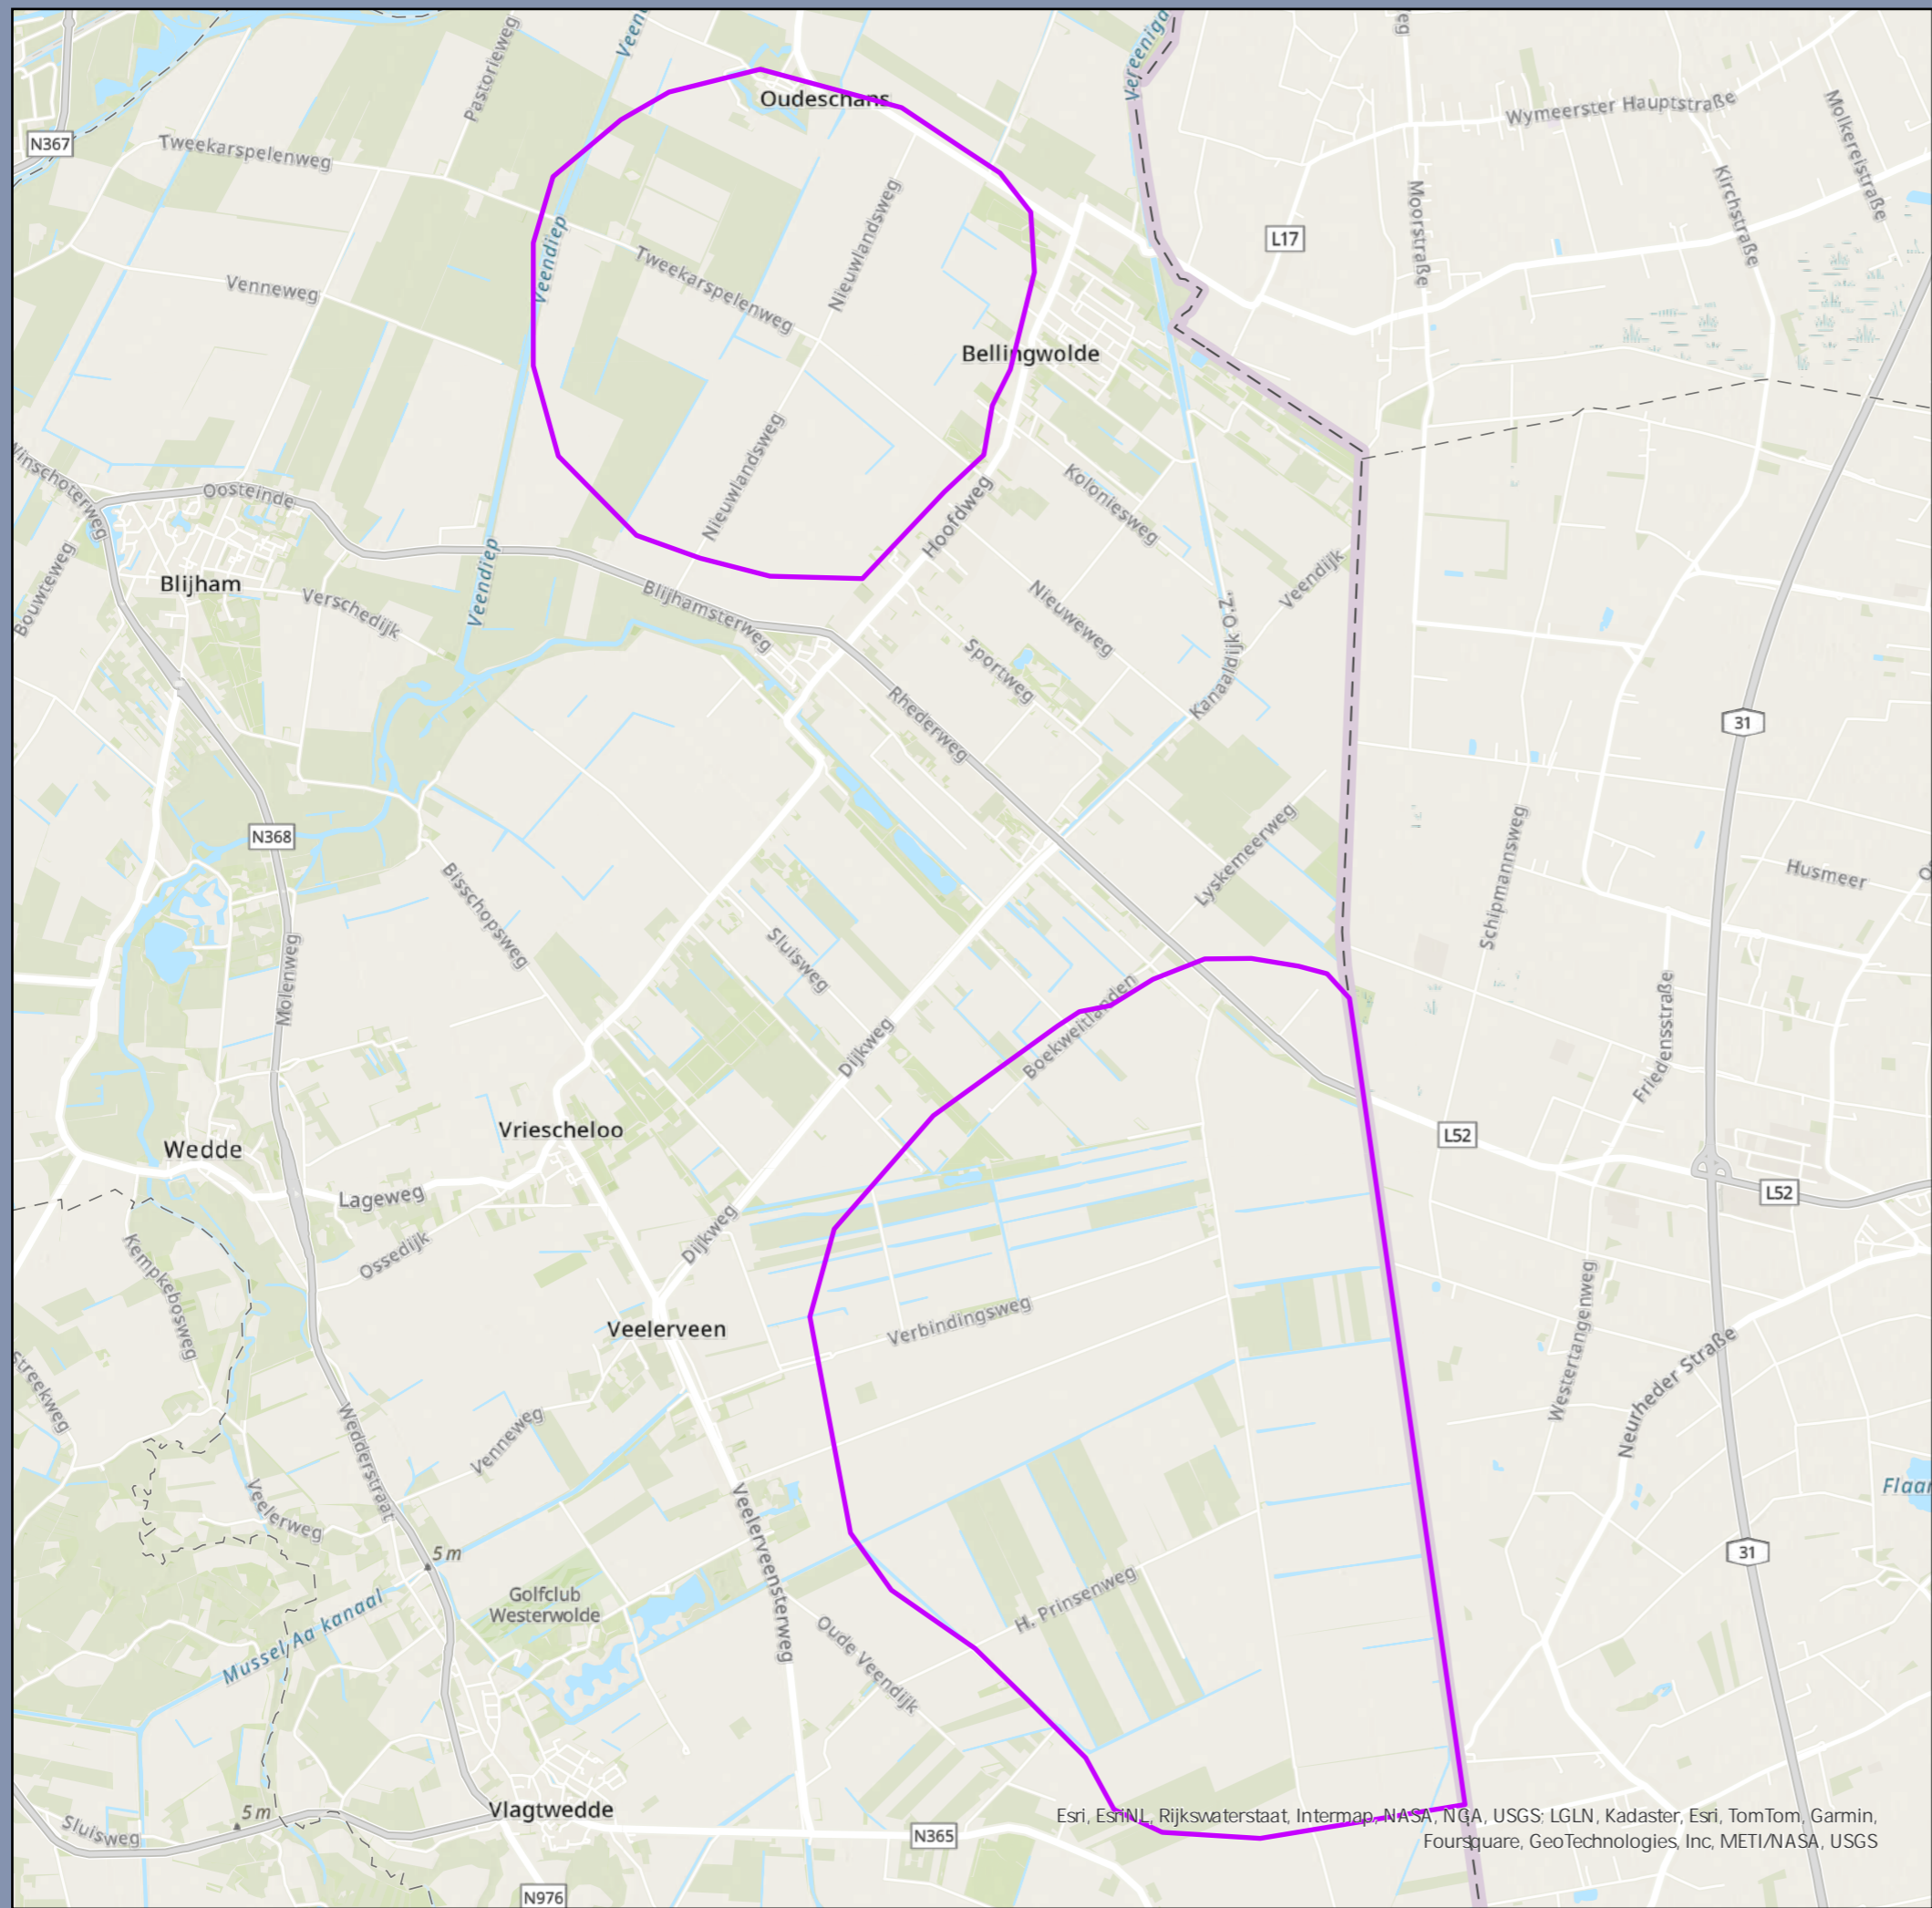 Veen
Vereeniga
eg
Pastorieweg
Oudeschans
Wymeerster Hauptstraße
Molkereistraße
N367
Tweekarspelenweg
Kirchstraße
Moorstraße
Nieuwlandsweg
L17
Veendiep
Tweekarspelenweg
Venneweg
Bellingwolde
Winschoterweg
Oosteinde
Nieuwlandsweg
Hoofdweg
Koloniesweg
Bouwteweg
Blijham
Veendiep
Verschedijk
Blijhamsterweg
Nieuweweg
Veendijk
Sportweg
Kanaaldijk O.Z.
Rhederweg
31
N368
Lyskemeerweg
Schipmannsweg
Husmeer
O
Bisschopsweg
Sluisweg
Molenweg
Boekweitlanden
Friedensstraße
Dijkweg
Vriescheloo
L52
Wedde
Lageweg
L52
Dijkweg
Ossedijk
Kempkebosweg
Verbindingsweg
Veelerveen
Westertangenweg
Streekweg
Neurheder Straße
Venneweg
Wedderstraat
Flaar
Veelerweg
Veelerveensterweg
5 m
31
Golfclub
Westerwolde
H. Prinsenweg
Mussel Aa kanaal
Oude Veendijk
Vlagtwedde
5 m
Sluisweg
N365
Esri, EsriNL, Rijkswaterstaat, Intermap, NASA, NGA, USGS; LGLN, Kadaster, Esri, TomTom, Garmin,
Foursquare, GeoTechnologies, Inc, METI/NASA, USGS
N976